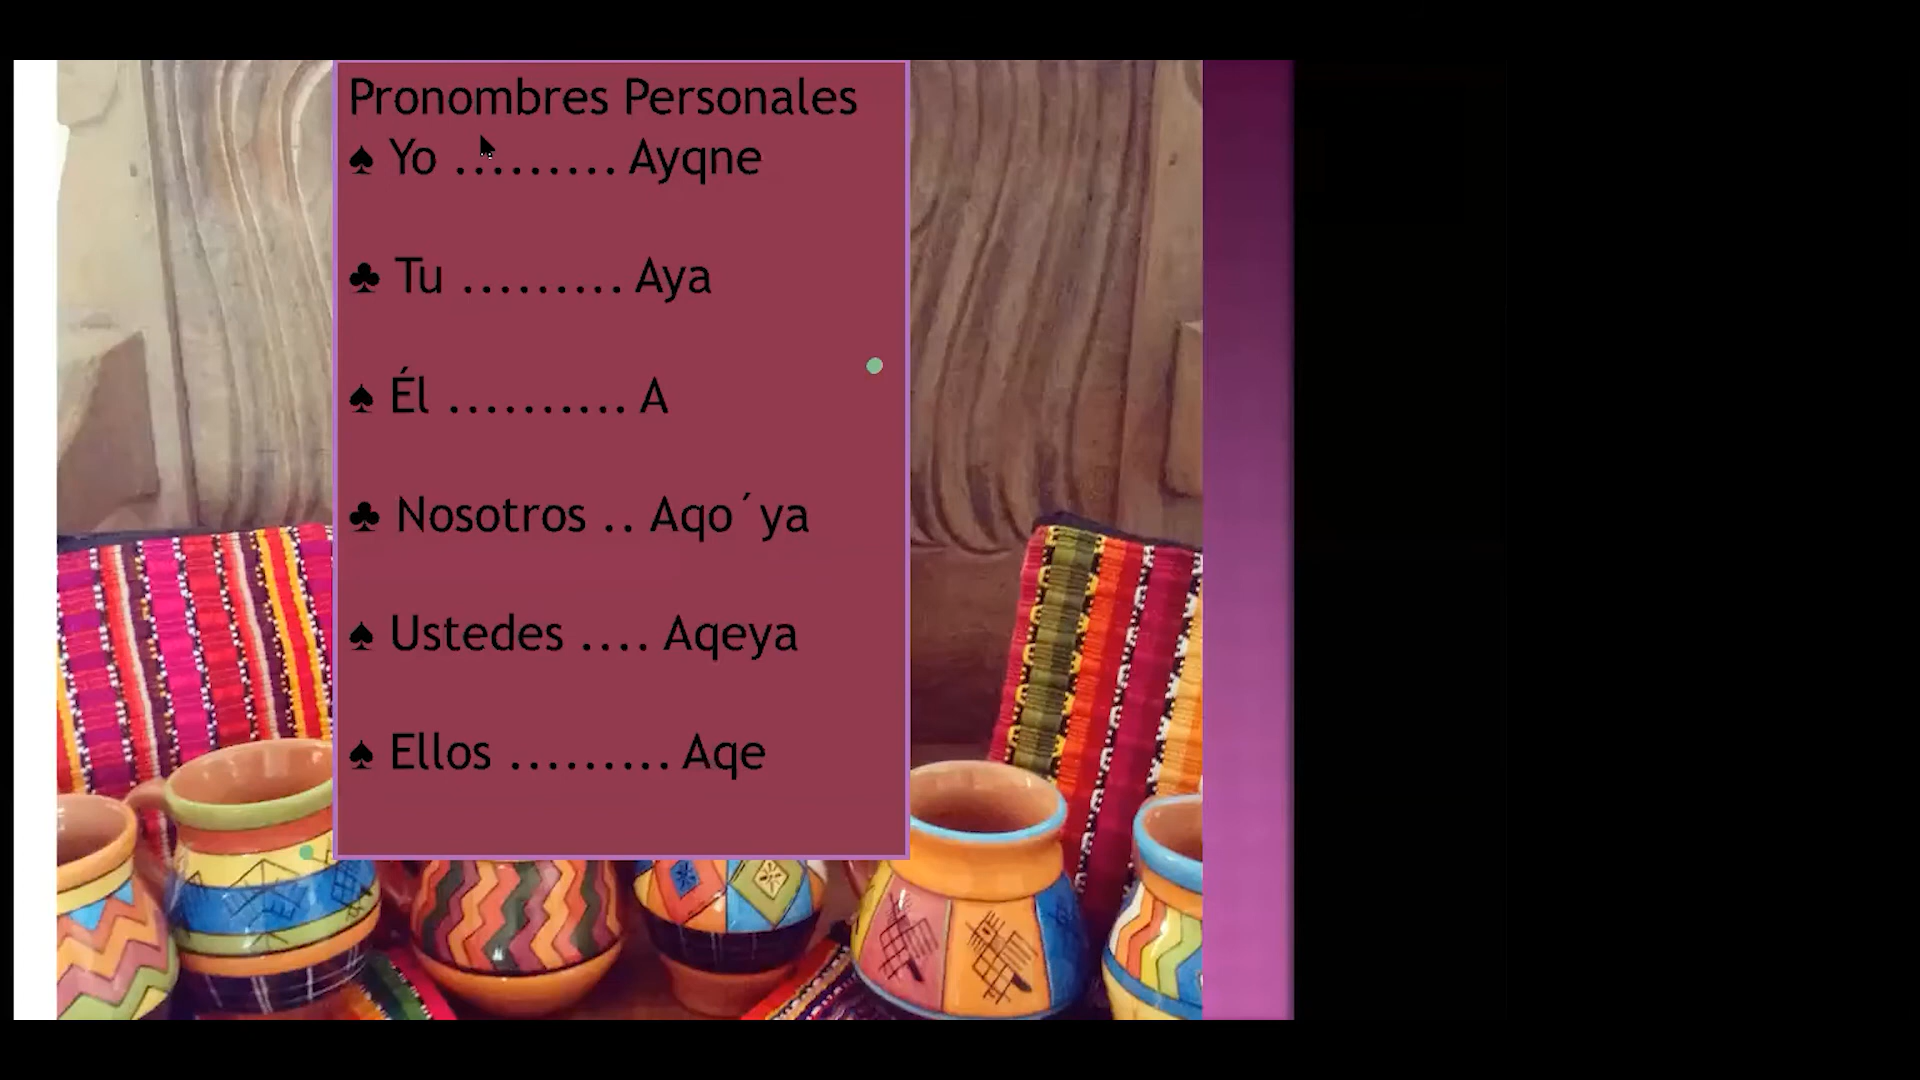 Pronombres Personales
♠ Yo ......... Ayqne
♣ Tu ......... Aya
♠ Él .......... A
♣ Nosotros .. Aqo´ya
♠ Ustedes .... Aqeya
♠ Ellos ......... Aqe